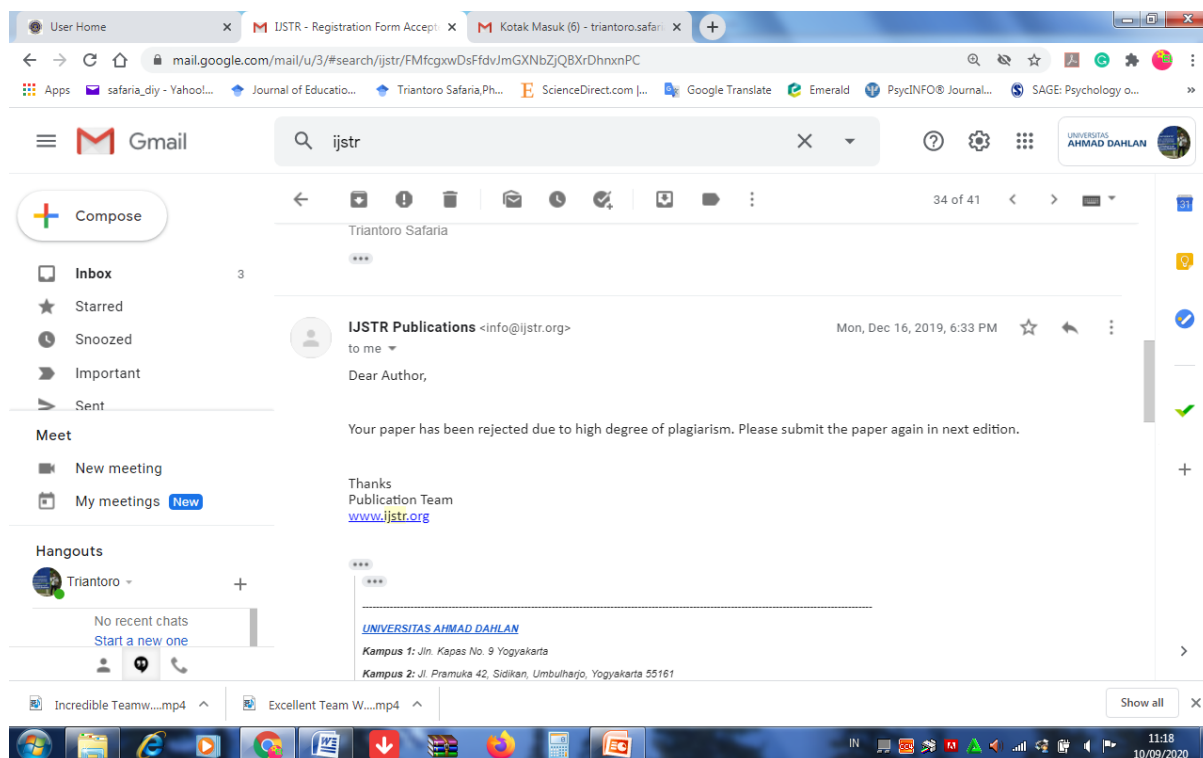 User Home
IJSTR - Registration Form Accept
Kotak Masuk (6) - triantoro.safari
mail.google.com/mail/u/3/#search/ijstr/FMfcgxwDsFfdvJmGXNbZjQBXrDhnxnPC
Apps safaria_diy - Yahoo!... Journal of Educatio... Triantoro Safaria,Ph... ScienceDirect.com |... Google Translate Emerald PsycINFO® Journal... SAGE: Psychology o... »
Gmail
ijstr
UNIVERSITAS
AHMAD DAHLAN
Compose
34 of 41
31
Triantoro Safaria
Inbox 3
Starred
Snoozed
Important
Sent
IJSTR Publications <info@ijstr.org> Mon, Dec 16, 2019, 6:33 PM
to me
Dear Author,
Your paper has been rejected due to high degree of plagiarism. Please submit the paper again in next edition.
Thanks
Publication Team
www.ijstr.org
Meet
New meeting
My meetings New
Hangouts
Triantoro
No recent chats
Start a new one
UNIVERSITAS AHMAD DAHLAN
Kampus 1: Jln. Kapas No. 9 Yogyakarta
Kampus 2: Jl. Pramuka 42, Sidikan, Umbulharjo, Yogyakarta 55161
Incredible Teamw....mp4
Excellent Team W....mp4
Show all
IN
11:18
10/09/2020